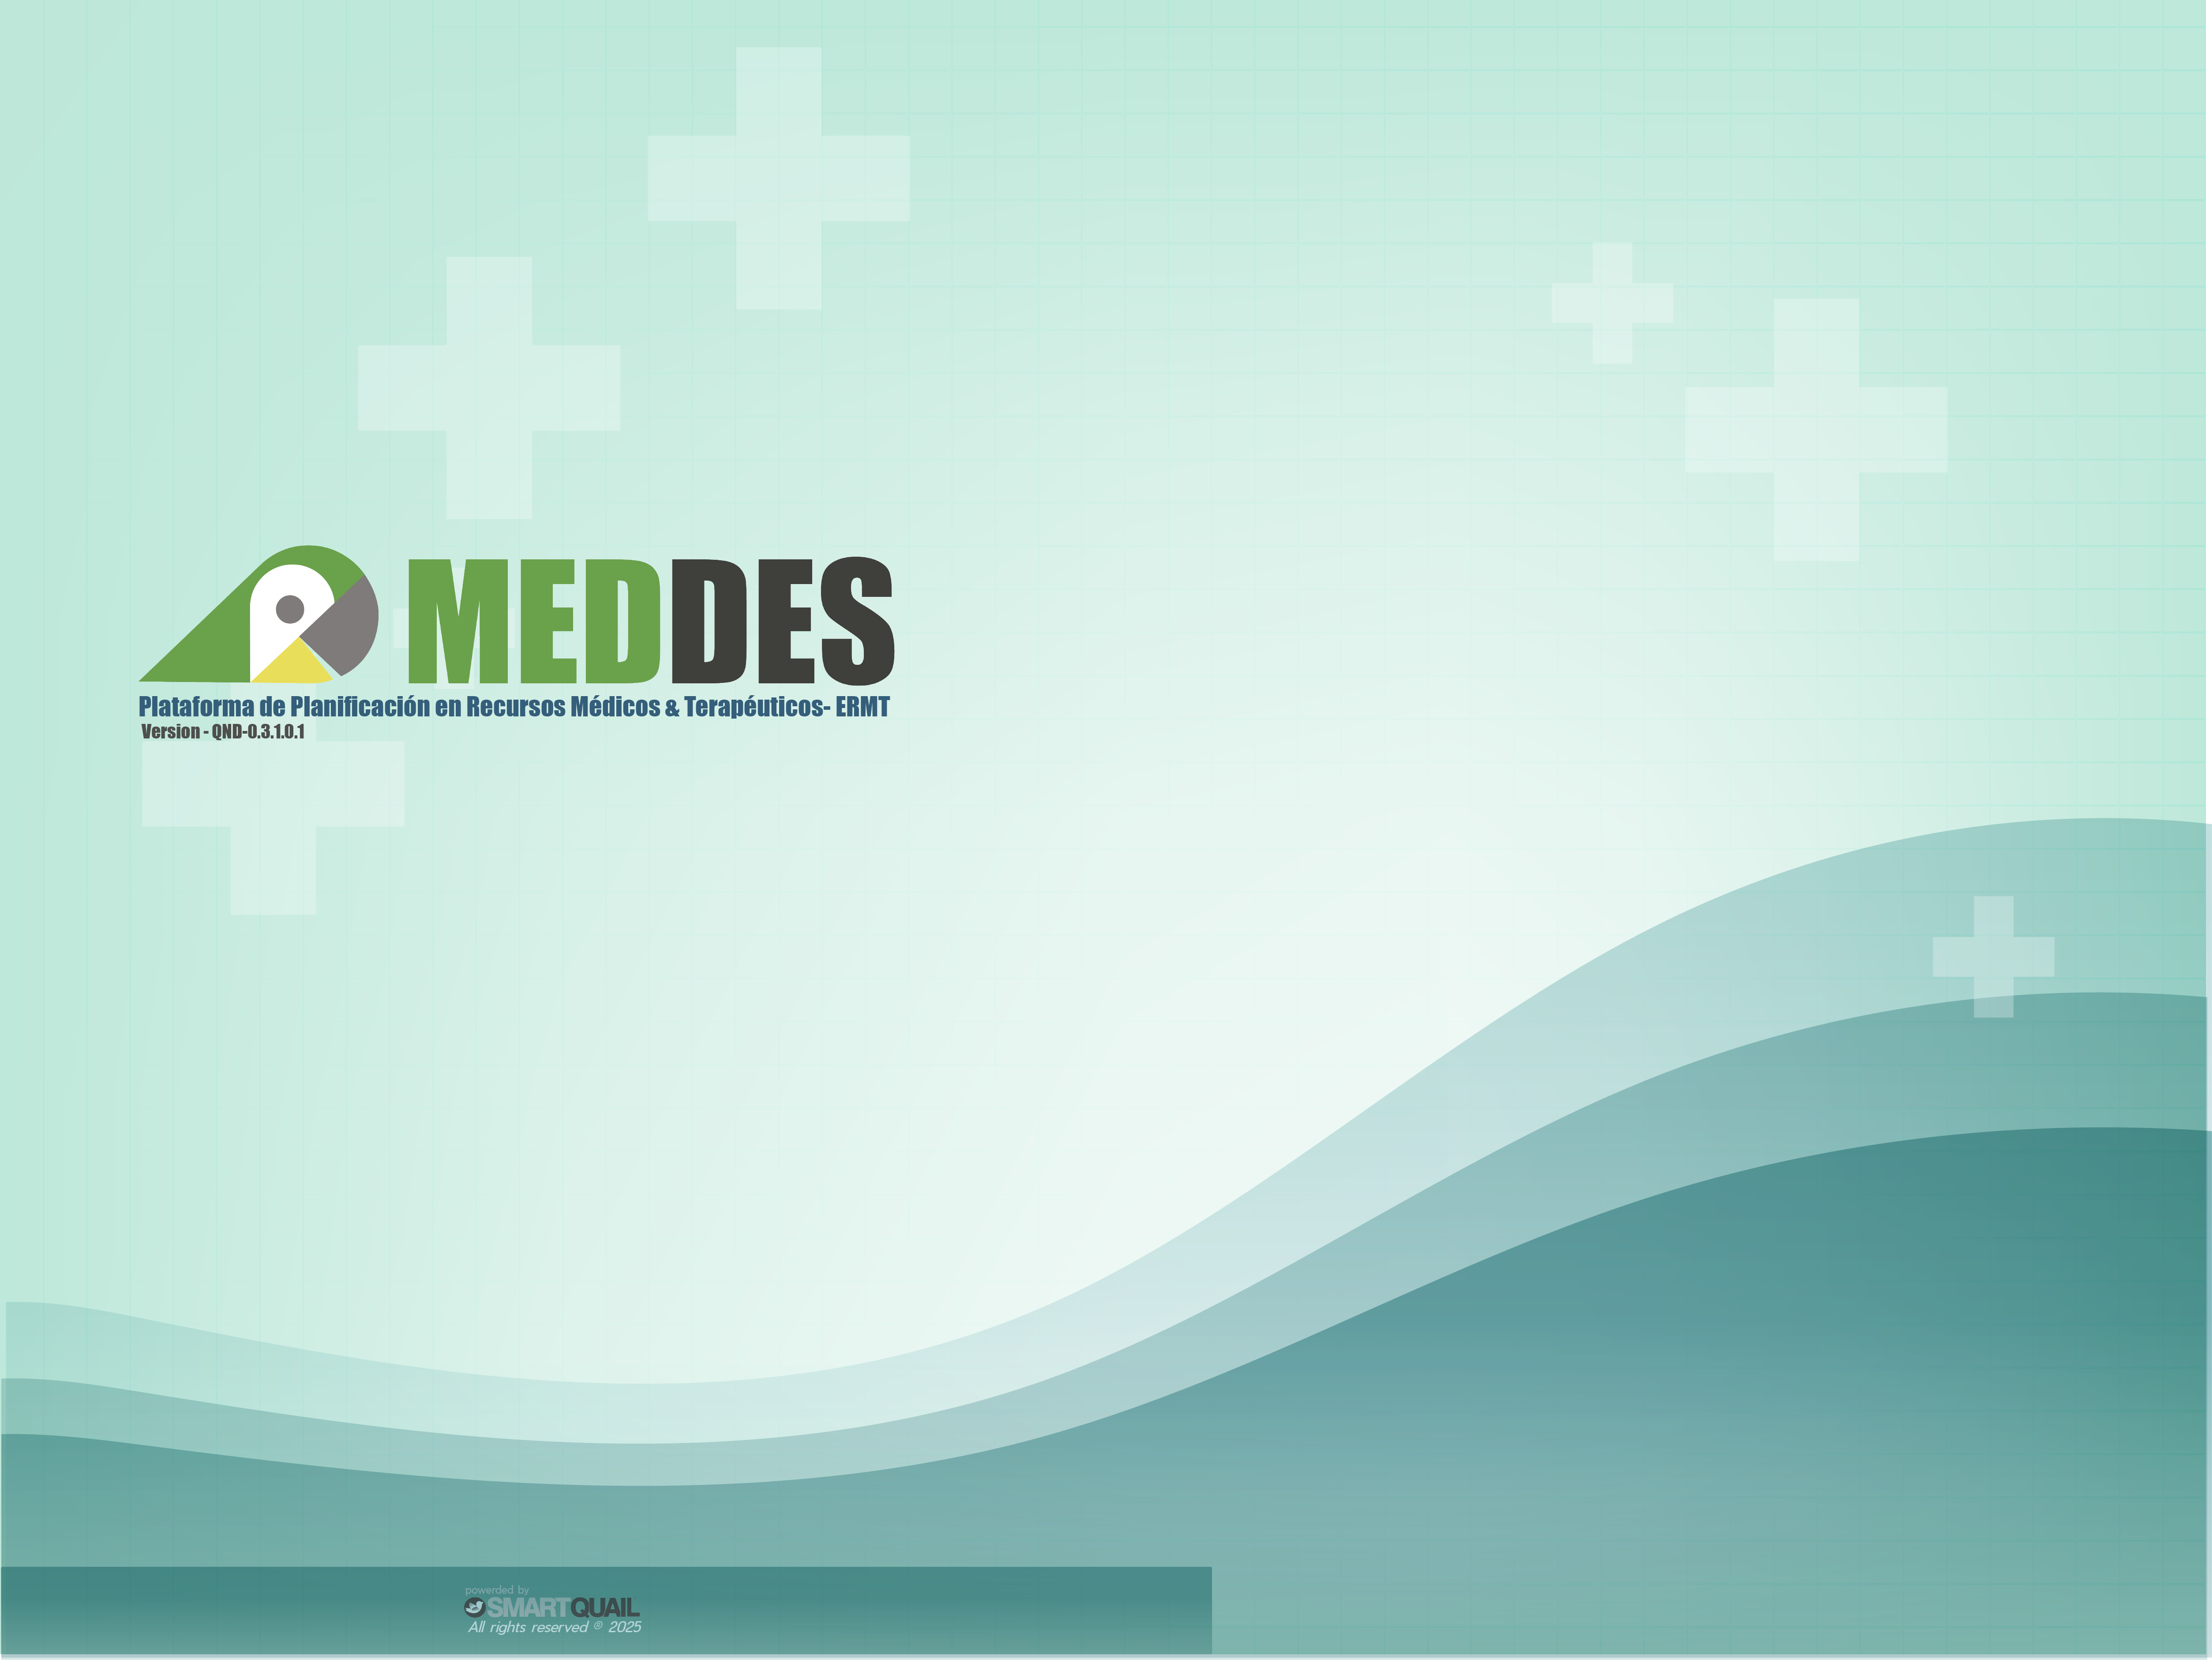 MEDDES
Plataforma de Planificación en Recursos Médicos & Terapéuticos- ERMT
Version - QND-0.3.1.0.1
powerded by
SMARTQUAIL
All rights reserved © 2025